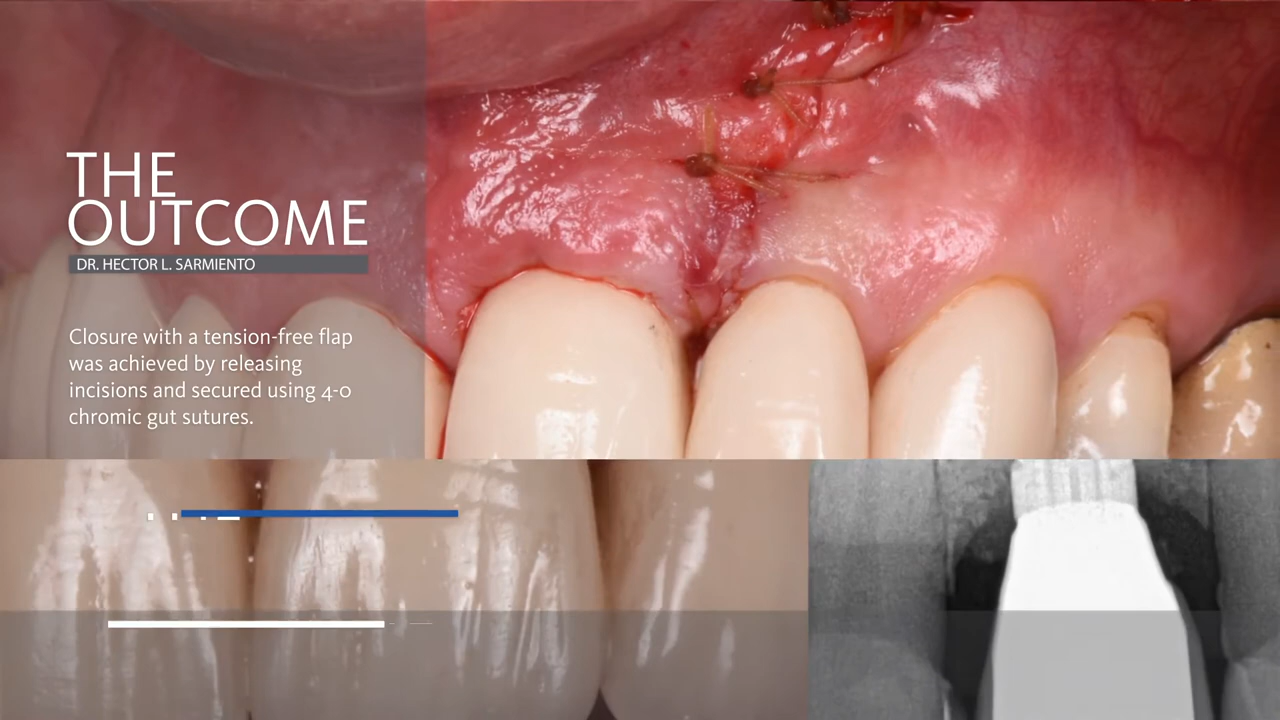 THE
OUTCOME
DR. HECTOR L. SARMIENTO
Closure with a tension-free flap
was achieved by releasing
incisions and secured using 4-0
chromic gut sutures.